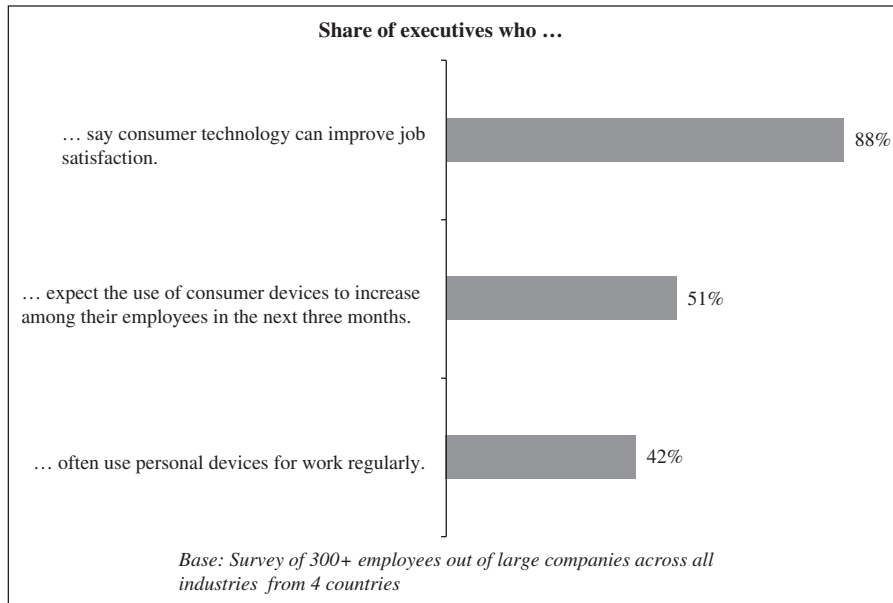 Share of executives who …
… say consumer technology can improve job
satisfaction.
88%
… expect the use of consumer devices to increase
among their employees in the next three months.
51%
… often use personal devices for work regularly.
42%
Base: Survey of 300+ employees out of large companies across all
industries from 4 countries